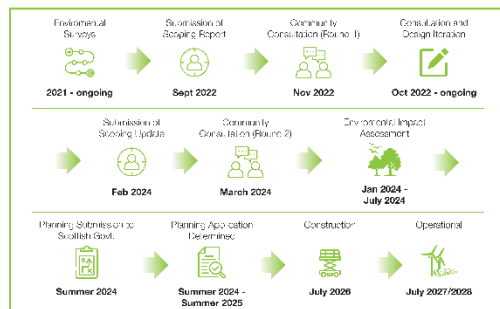 Enviromental
Surveys
2021 - ongoing
Submission of
Scoping Report
Sept 2022
Community
Consultation (Round 1)
Nov 2022
Consultation and
Design Iteration
Oct 2022 - ongoing
Submission of
Scoping Update
Feb 2024
Community
Consultation (Round 2)
March 2024
Enviromental Impact
Assessment
Jan 2024 -
July 2024
Planning Submission to
Scottish Govt.
Summer 2024
Planning Application
Determined
Summer 2024 -
Summer 2025
Construction
July 2026
Operational
July 2027/2028